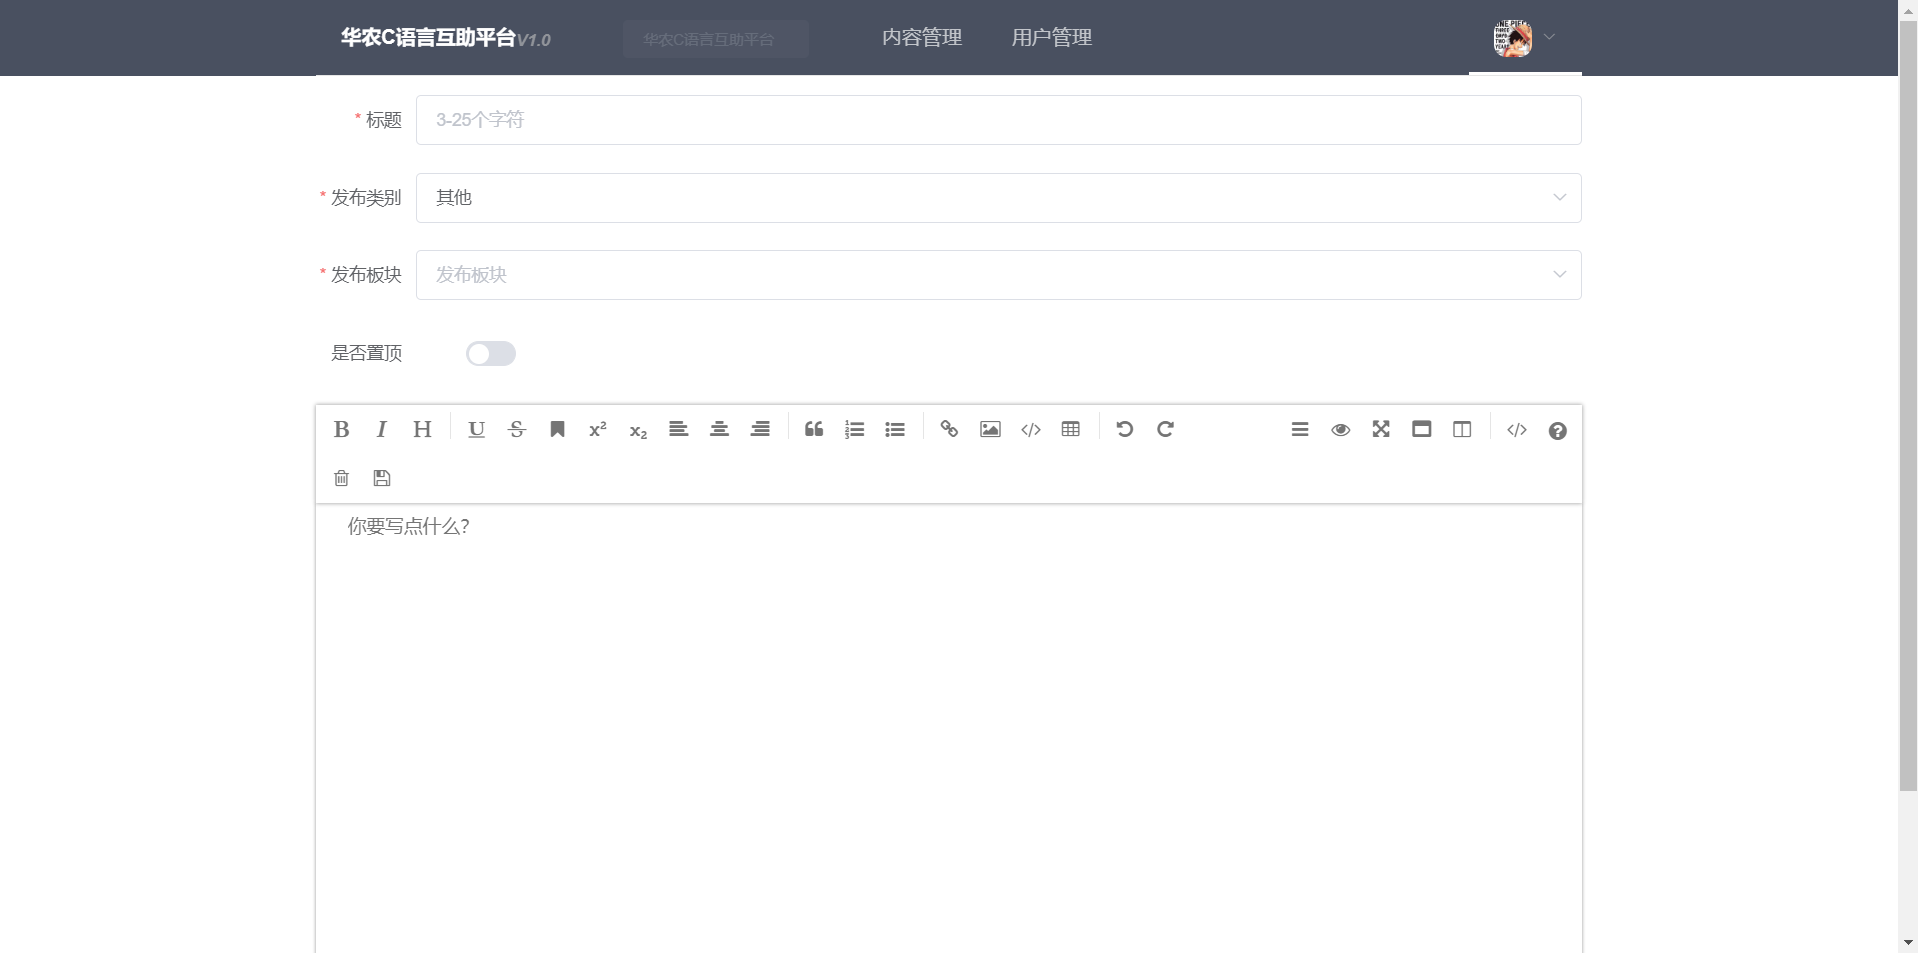 华农C语言互助平台V1.0 华农C语言互助平台 内容管理 用户管理
* 标题 3-25个字符
* 发布类别 其他
* 发布板块 发布板块
是否置顶
B I H U S x² x₂
你要写点什么?